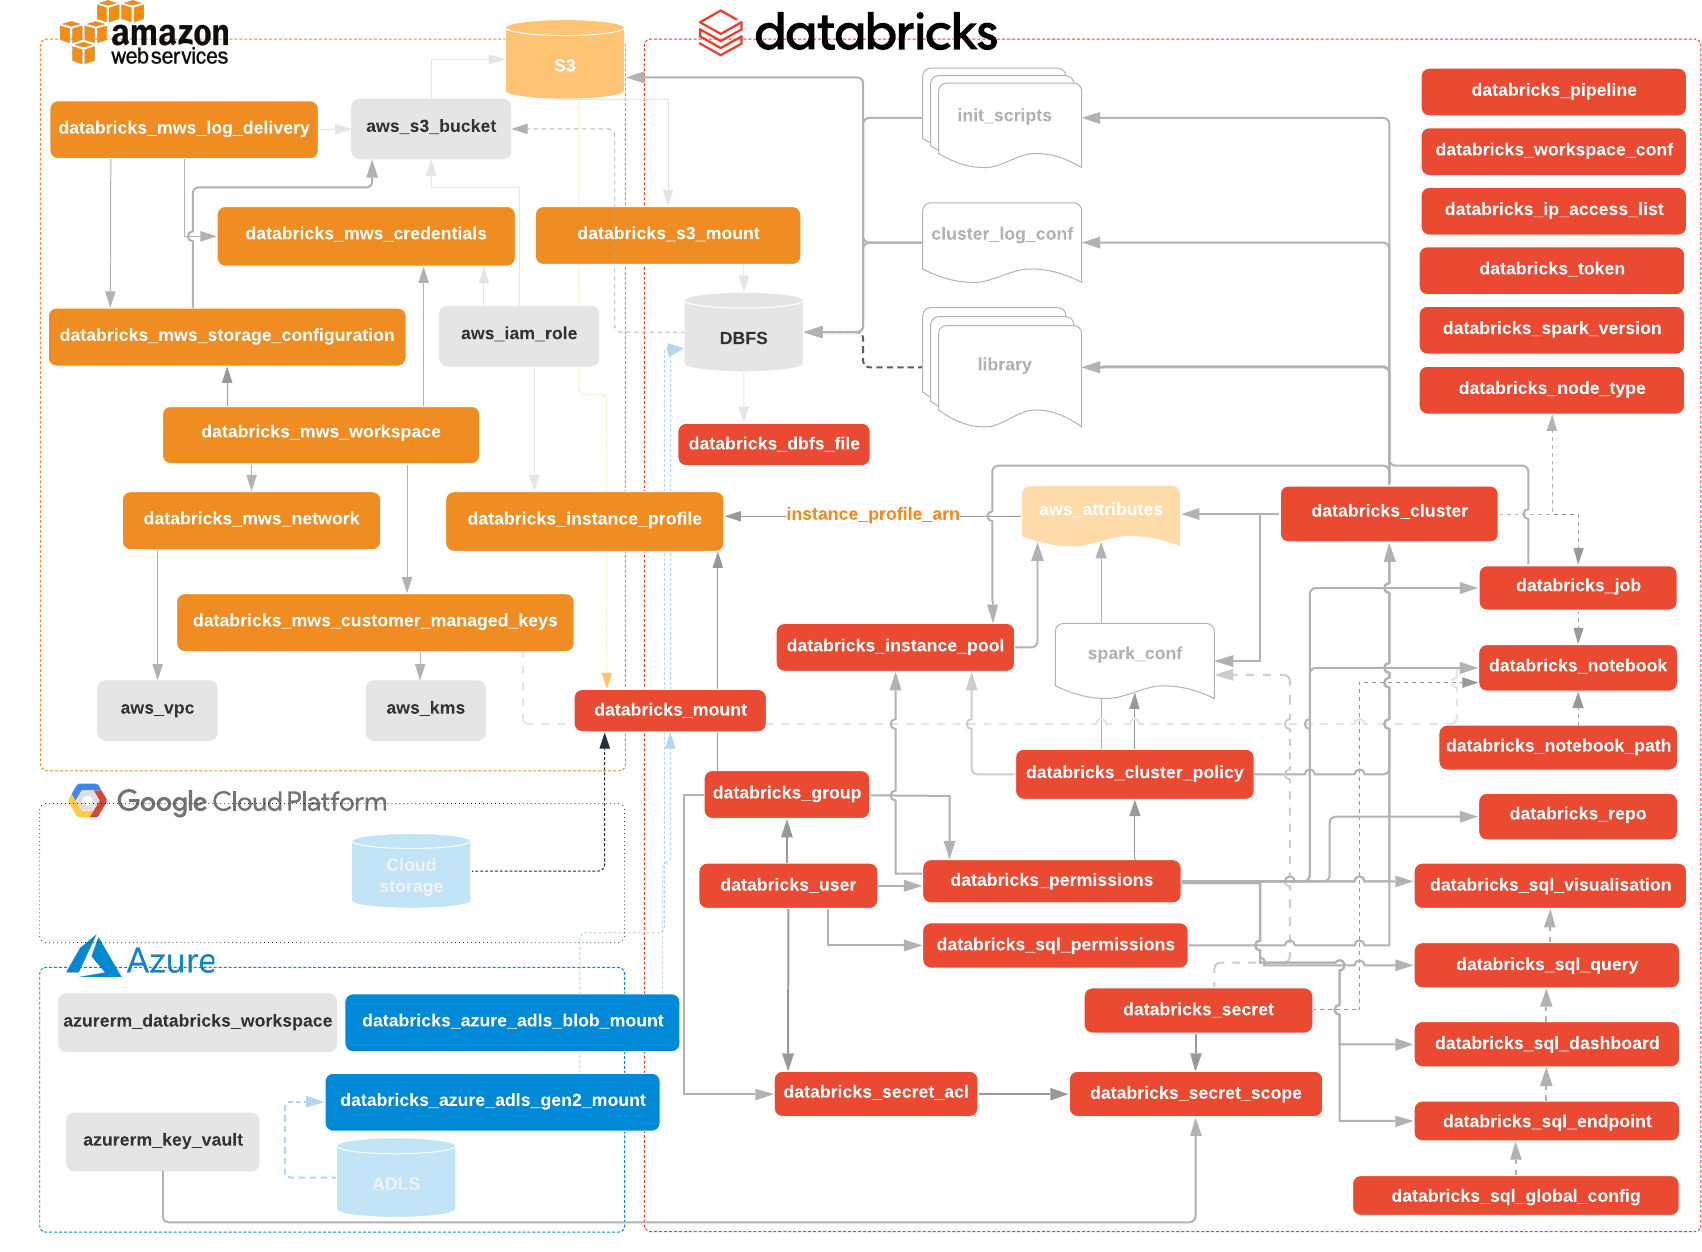 amazon
web services
databricks
S3
databricks_mws_log_delivery
aws_s3_bucket
databricks_mws_credentials
databricks_s3_mount
databricks_mws_storage_configuration
aws_iam_role
DBFS
databricks_mws_workspace
databricks_dbfs_file
databricks_mws_network
databricks_instance_profile
instance_profile_arn
databricks_mws_customer_managed_keys
aws_vpc
aws_kms
databricks_mount
init_scripts
cluster_log_conf
library
aws_attributes
databricks_cluster
databricks_pipeline
databricks_workspace_conf
databricks_ip_access_list
databricks_token
databricks_spark_version
databricks_node_type
databricks_job
databricks_instance_pool
spark_conf
databricks_notebook
databricks_notebook_path
databricks_cluster_policy
databricks_group
databricks_repo
databricks_user
databricks_permissions
databricks_sql_visualisation
databricks_sql_permissions
databricks_sql_query
databricks_secret
databricks_sql_dashboard
databricks_secret_acl
databricks_secret_scope
databricks_sql_endpoint
databricks_sql_global_config
Google Cloud Platform
Cloud
storage
Azure
azurerm_databricks_workspace
databricks_azure_adls_blob_mount
databricks_azure_adls_gen2_mount
azurerm_key_vault
ADLS